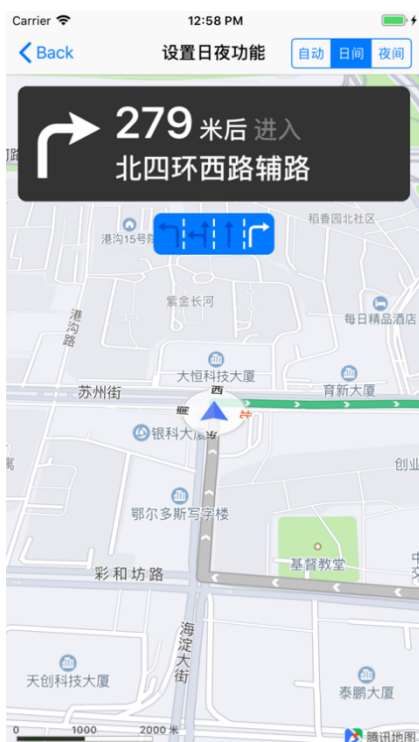 Carrier 12:58 PM
Back 设置日夜功能 自动 日间 夜间
279 米后 进入
北四环西路辅路
稻香园北社区
港沟15号院
紫金长河
港沟路
每日精品酒店
大恒科技大厦
育新大厦
苏州街
西
南
北
东
银科大厦
创业
鄂尔多斯写字楼
基督教堂
彩和坊路
海淀大街
天创科技大厦
泰鹏大厦
0 1000 2000 米
腾讯地图